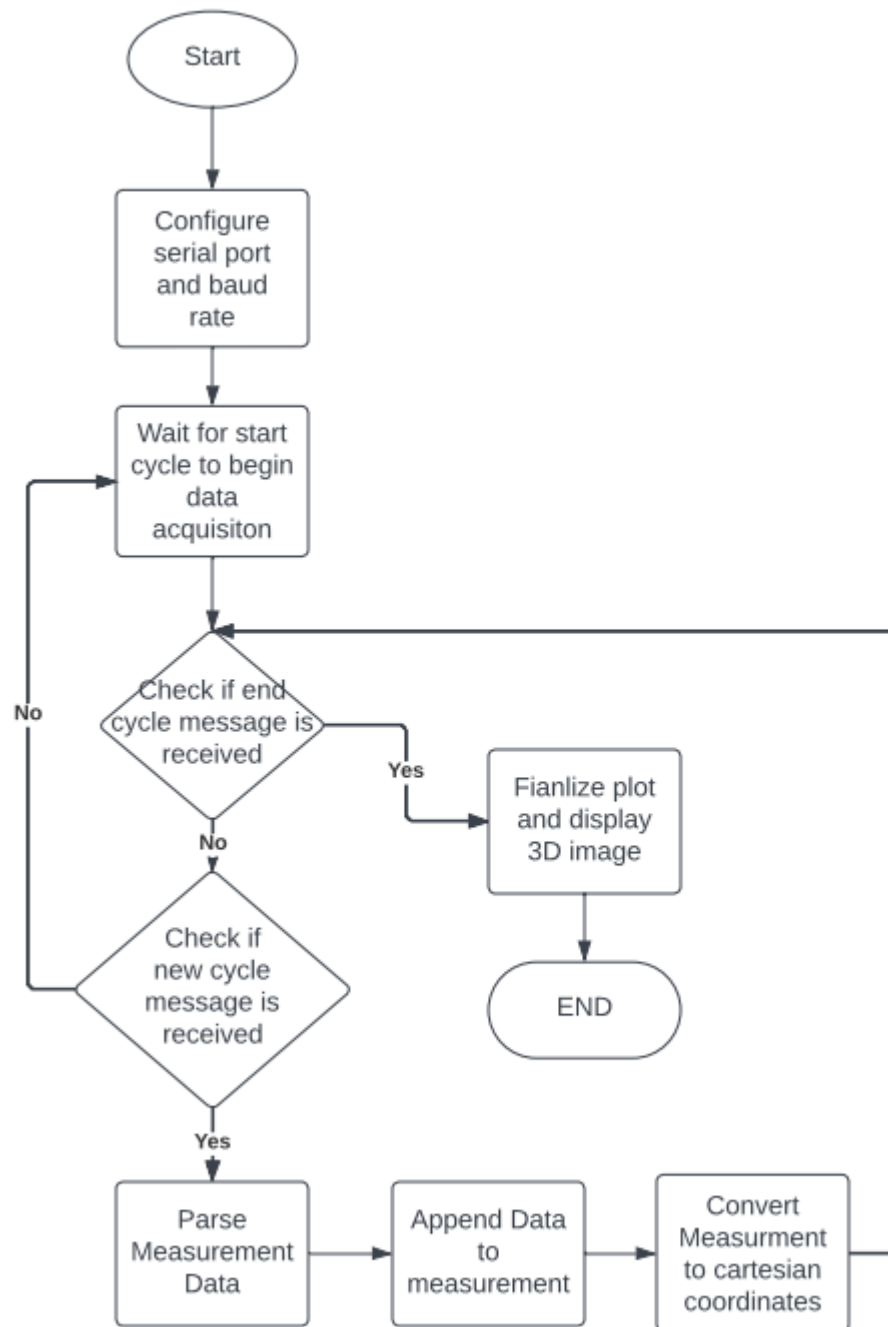 Start
Configure
serial port
and baud
rate
Wait for start
cycle to begin
data
acquisiton
Check if end
cycle message is
received
No
Yes
Fianlize plot
and display
3D image
No
Check if
new cycle
message is
received
END
Yes
Parse
Measurement
Data
Append Data
to
measurement
Convert
Measurment
to cartesian
coordinates